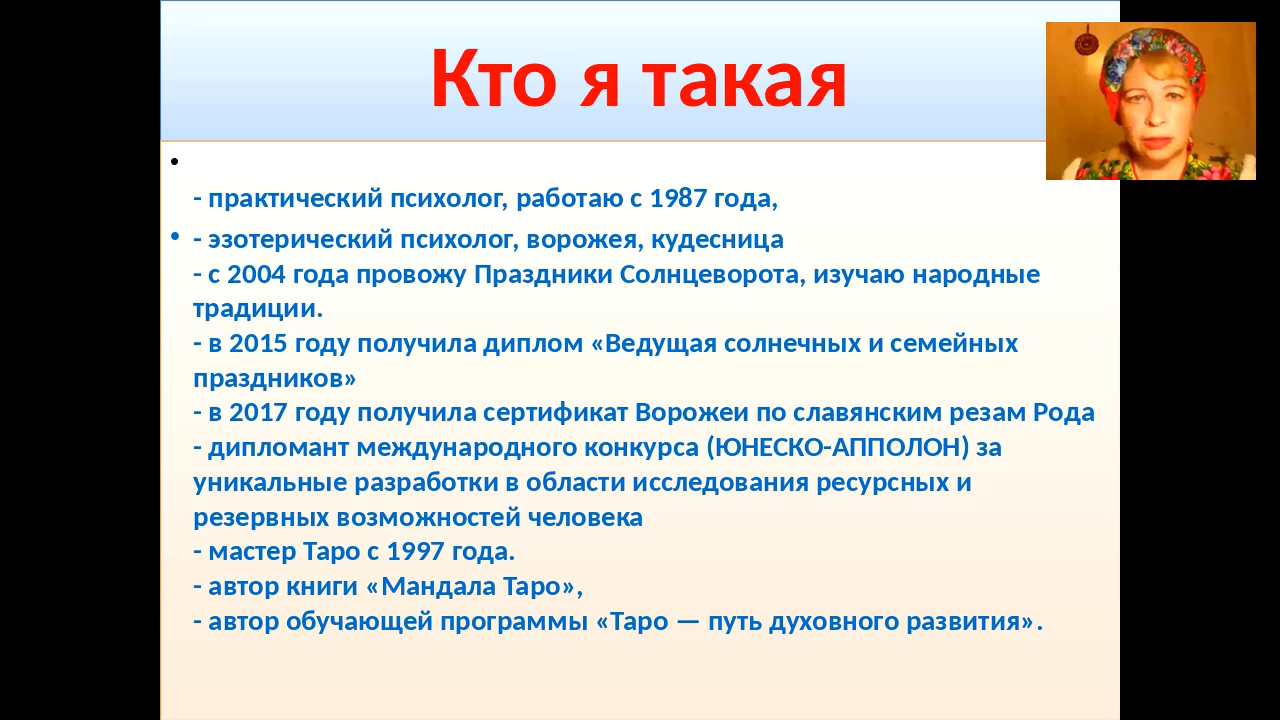 Кто я такая
•
- практический психолог, работаю с 1987 года,
• - эзотерический психолог, ворожея, кудесница
- с 2004 года провожу Праздники Солнцеворота, изучаю народные
традиции.
- в 2015 году получила диплом «Ведущая солнечных и семейных
праздников»
- в 2017 году получила сертификат Ворожеи по славянским резам Рода
- дипломант международного конкурса (ЮНЕСКО-АППОЛОН) за
уникальные разработки в области исследования ресурсных и
резервных возможностей человека
- мастер Таро с 1997 года.
- автор книги «Мандала Таро»,
- автор обучающей программы «Таро — путь духовного развития».